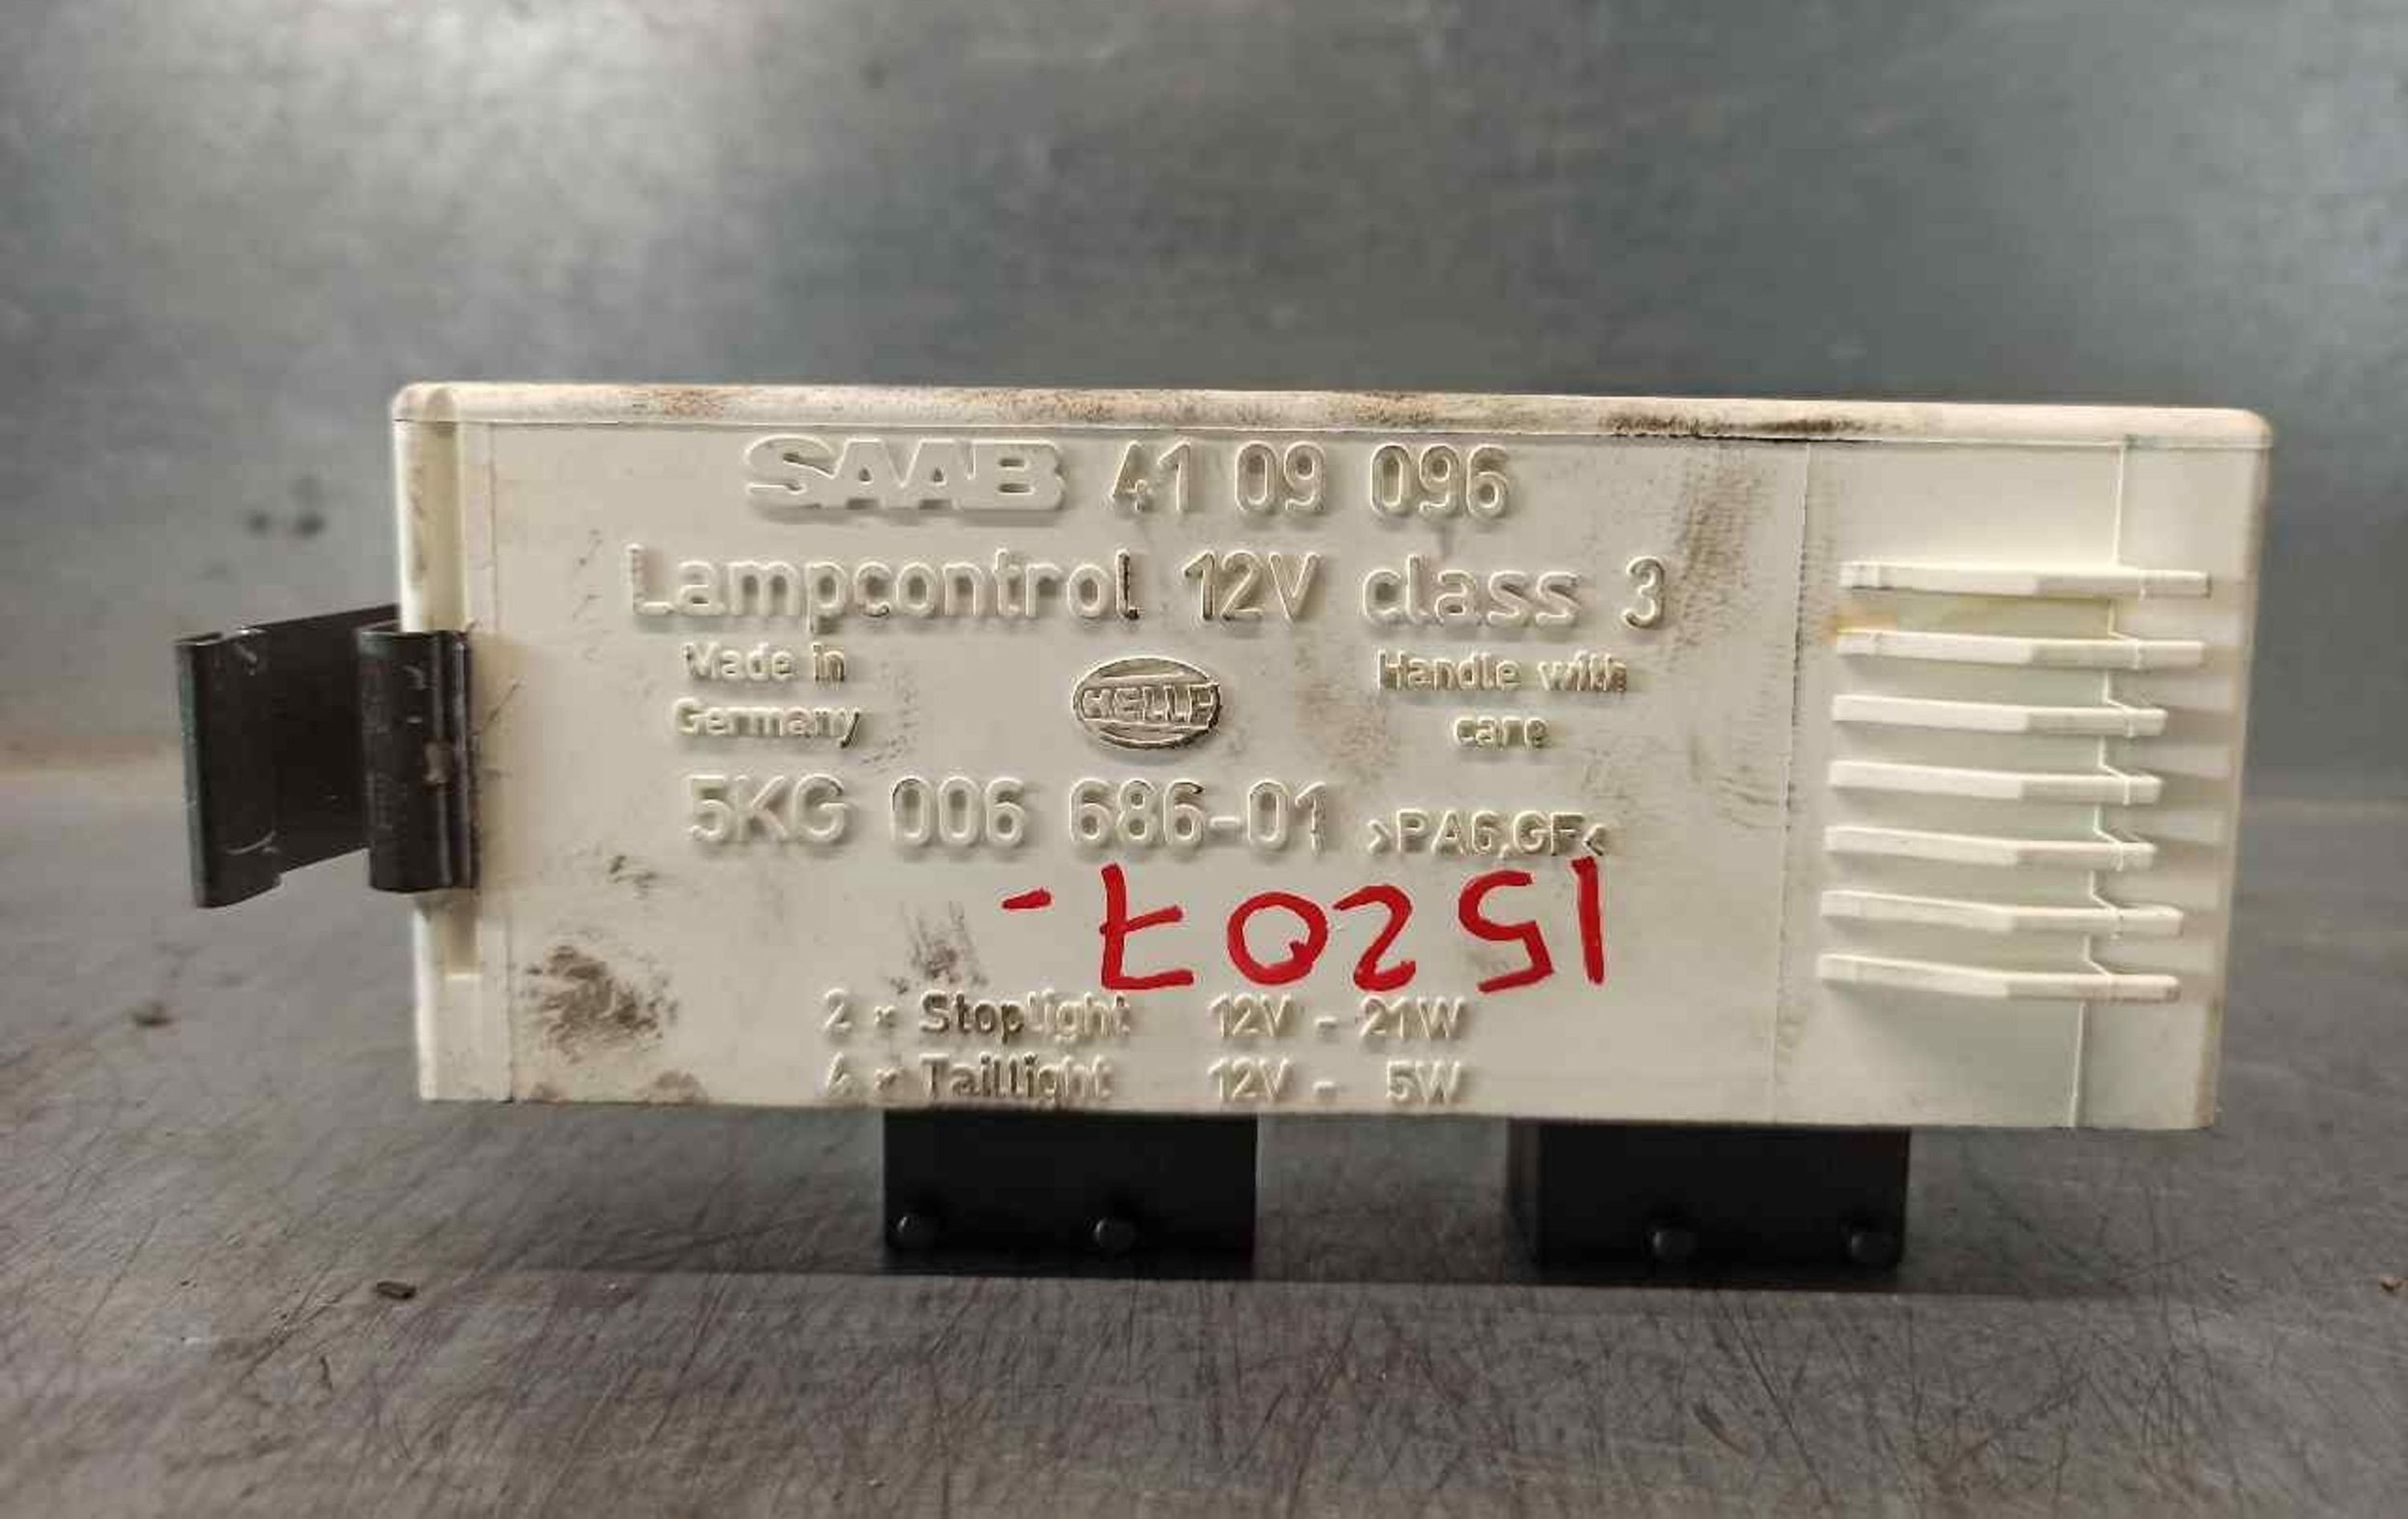 SAAB 41 09 096
Lampcontrol 12V class 3
Made in Germany
HELLA
Handle with care
5KG 006 686-01 >PA6,GF<
15207-
2 x Stoplight 12V - 21W
4 x Taillight 12V - 5W